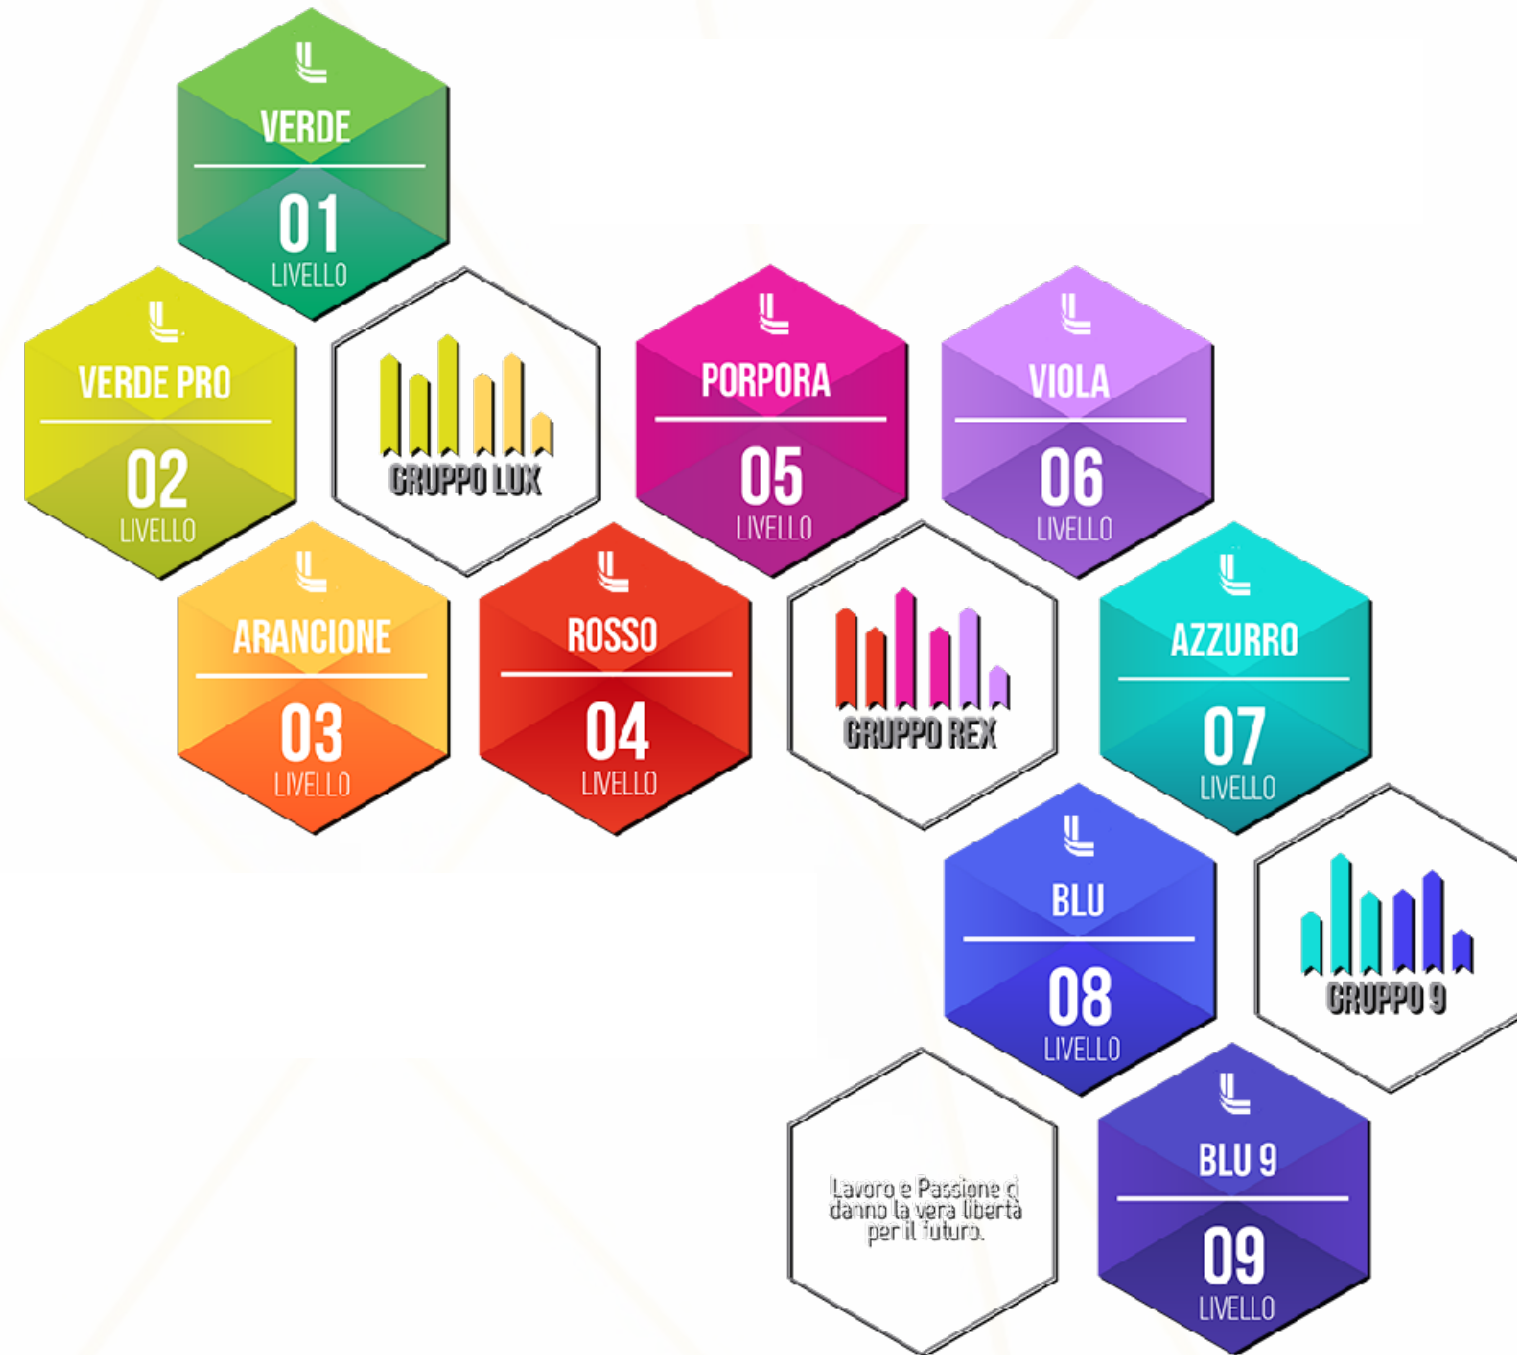 VERDE
01
LIVELLO
VERDE PRO
02
LIVELLO
GRUPPO LUX
ARANCIONE
03
LIVELLO
ROSSO
04
LIVELLO
PORPORA
05
LIVELLO
VIOLA
06
LIVELLO
GRUPPO REX
AZZURRO
07
LIVELLO
BLU
08
LIVELLO
GRUPPO 9
BLU 9
09
LIVELLO
Lavoro e Passione ci
danno la vera libertà
per il futuro.